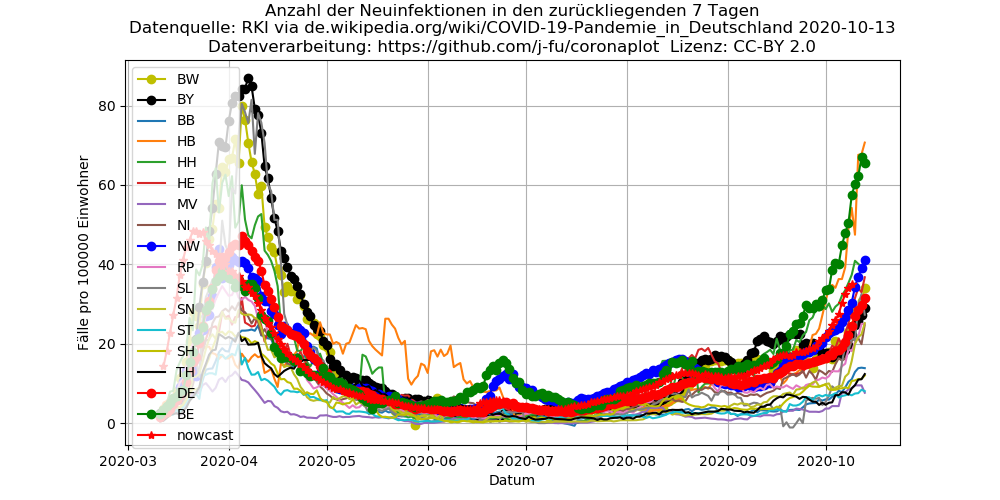 Anzahl der Neuinfektionen in den zurückliegenden 7 Tagen
Datenquelle: RKI via de.wikipedia.org/wiki/COVID-19-Pandemie_in_Deutschland 2020-10-13
Datenverarbeitung: https://github.com/j-fu/coronaplot  Lizenz: CC-BY 2.0
Fälle pro 100000 Einwohner
80
60
40
20
0
BW
BY
BB
HB
HH
HE
MV
NI
NW
RP
SL
SN
ST
SH
TH
DE
BE
nowcast
2020-03 2020-04 2020-05 2020-06 2020-07 2020-08 2020-09 2020-10
Datum